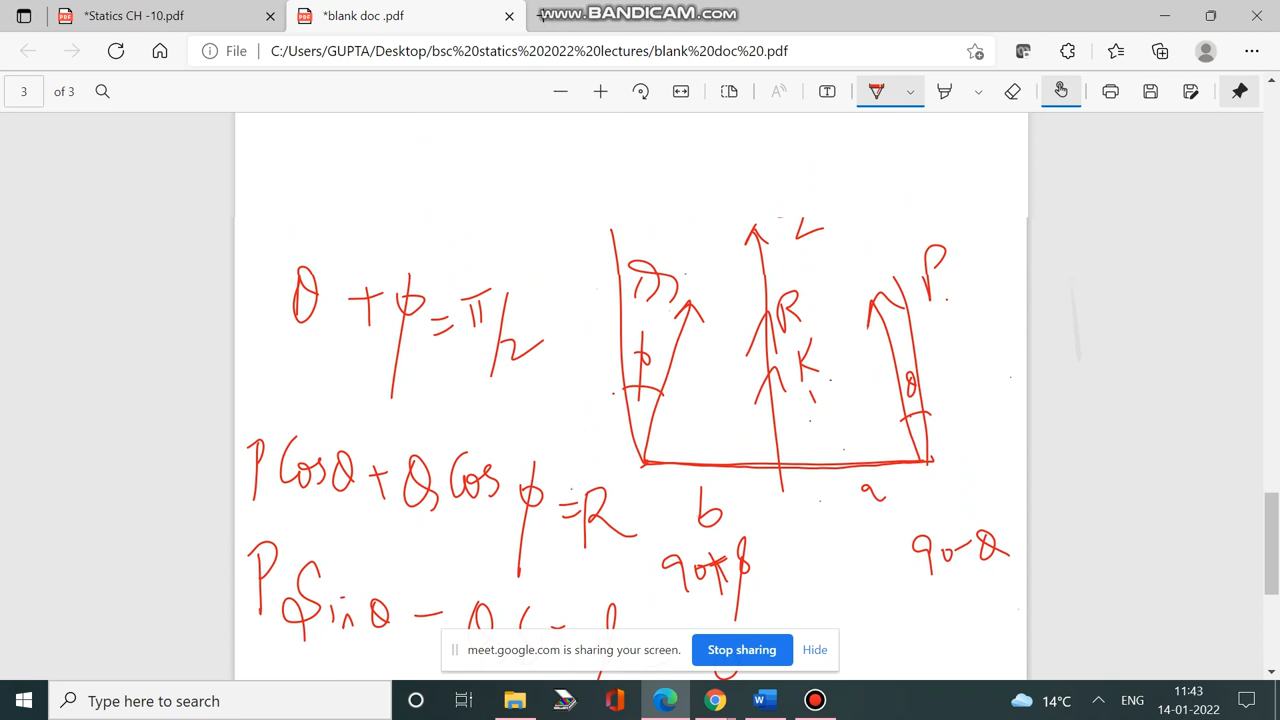 *Statics CH -10.pdf
*blank doc .pdf
www.BANDICAM.com
File
C:/Users/GUPTA/Desktop/bsc%20statics%202022%20lectures/blank%20doc%20.pdf
3 of 3
θ + φ = π/2
φ
R
K
P
θ
b
a
P Cosθ + Q Cos φ = R
90-θ
P Sin θ -
meet.google.com is sharing your screen.
Stop sharing
Hide
Type here to search
14°C
ENG
11:43
14-01-2022